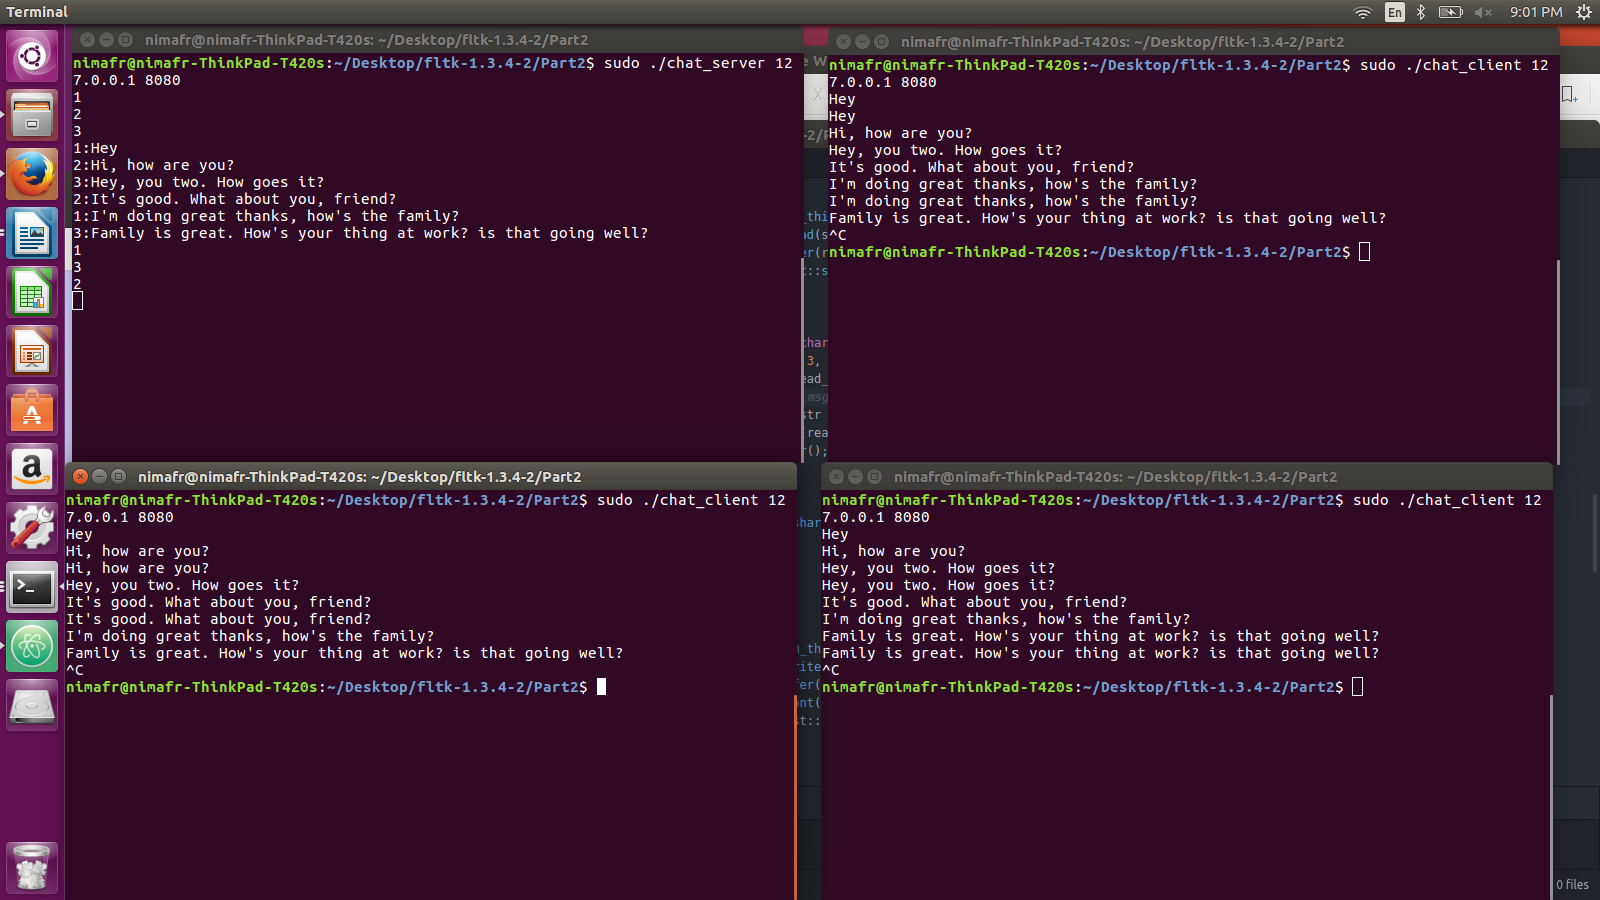 Terminal
En
9:01 PM
nimafr@nimafr-ThinkPad-T420s: ~/Desktop/fltk-1.3.4-2/Part2
nimafr@nimafr-ThinkPad-T420s:~/Desktop/fltk-1.3.4-2/Part2$ sudo ./chat_server 12
7.0.0.1 8080
1
2
3
1:Hey
2:Hi, how are you?
3:Hey, you two. How goes it?
2:It's good. What about you, friend?
1:I'm doing great thanks, how's the family?
3:Family is great. How's your thing at work? is that going well?
1
3
2
nimafr@nimafr-ThinkPad-T420s: ~/Desktop/fltk-1.3.4-2/Part2
nimafr@nimafr-ThinkPad-T420s:~/Desktop/fltk-1.3.4-2/Part2$ sudo ./chat_client 12
7.0.0.1 8080
Hey
Hey
Hi, how are you?
Hey, you two. How goes it?
It's good. What about you, friend?
I'm doing great thanks, how's the family?
I'm doing great thanks, how's the family?
Family is great. How's your thing at work? is that going well?
^C
nimafr@nimafr-ThinkPad-T420s:~/Desktop/fltk-1.3.4-2/Part2$
nimafr@nimafr-ThinkPad-T420s: ~/Desktop/fltk-1.3.4-2/Part2
nimafr@nimafr-ThinkPad-T420s:~/Desktop/fltk-1.3.4-2/Part2$ sudo ./chat_client 12
7.0.0.1 8080
Hey
Hi, how are you?
Hi, how are you?
Hey, you two. How goes it?
It's good. What about you, friend?
It's good. What about you, friend?
I'm doing great thanks, how's the family?
Family is great. How's your thing at work? is that going well?
^C
nimafr@nimafr-ThinkPad-T420s:~/Desktop/fltk-1.3.4-2/Part2$
nimafr@nimafr-ThinkPad-T420s: ~/Desktop/fltk-1.3.4-2/Part2
nimafr@nimafr-ThinkPad-T420s:~/Desktop/fltk-1.3.4-2/Part2$ sudo ./chat_client 12
7.0.0.1 8080
Hey
Hi, how are you?
Hey, you two. How goes it?
Hey, you two. How goes it?
It's good. What about you, friend?
I'm doing great thanks, how's the family?
Family is great. How's your thing at work? is that going well?
Family is great. How's your thing at work? is that going well?
^C
nimafr@nimafr-ThinkPad-T420s:~/Desktop/fltk-1.3.4-2/Part2$
0 files